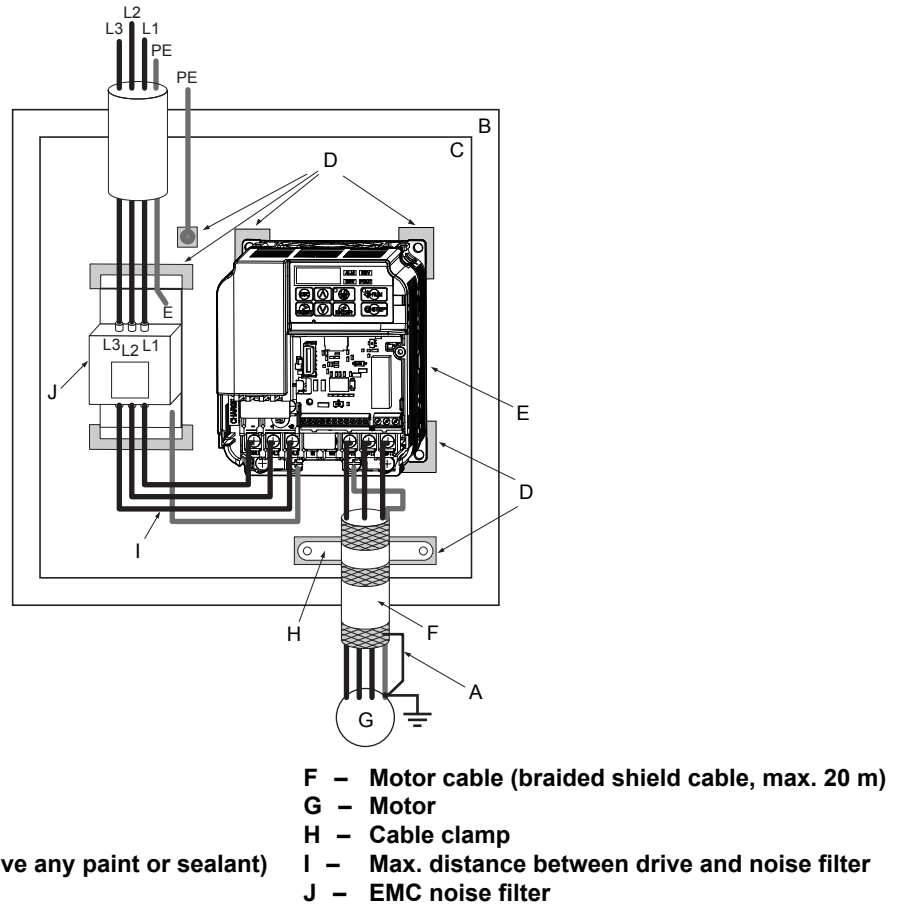 L2
L3 L1
PE
PE
B
C
D
E
L3 L2 L1
J
E
D
I
H
F
A
G
CHARGE
F – Motor cable (braided shield cable, max. 20 m)
G – Motor
H – Cable clamp
ve any paint or sealant) I – Max. distance between drive and noise filter
J – EMC noise filter